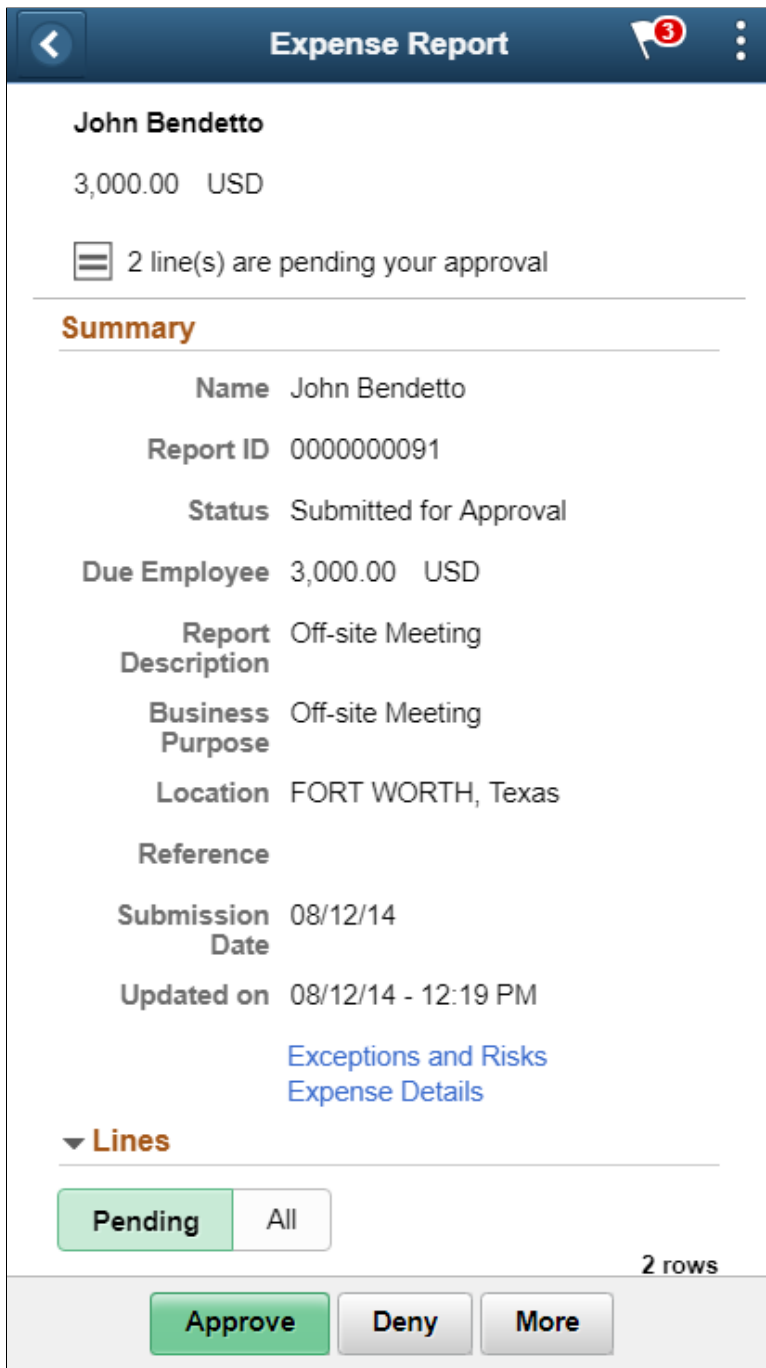 Expense Report
3
John Bendetto
3,000.00 USD
2 line(s) are pending your approval
Summary
Name John Bendetto
Report ID 0000000091
Status Submitted for Approval
Due Employee 3,000.00 USD
Report Description Off-site Meeting
Business Purpose Off-site Meeting
Location FORT WORTH, Texas
Reference
Submission Date 08/12/14
Updated on 08/12/14 - 12:19 PM
Exceptions and Risks
Expense Details
Lines
Pending All
2 rows
Approve Deny More